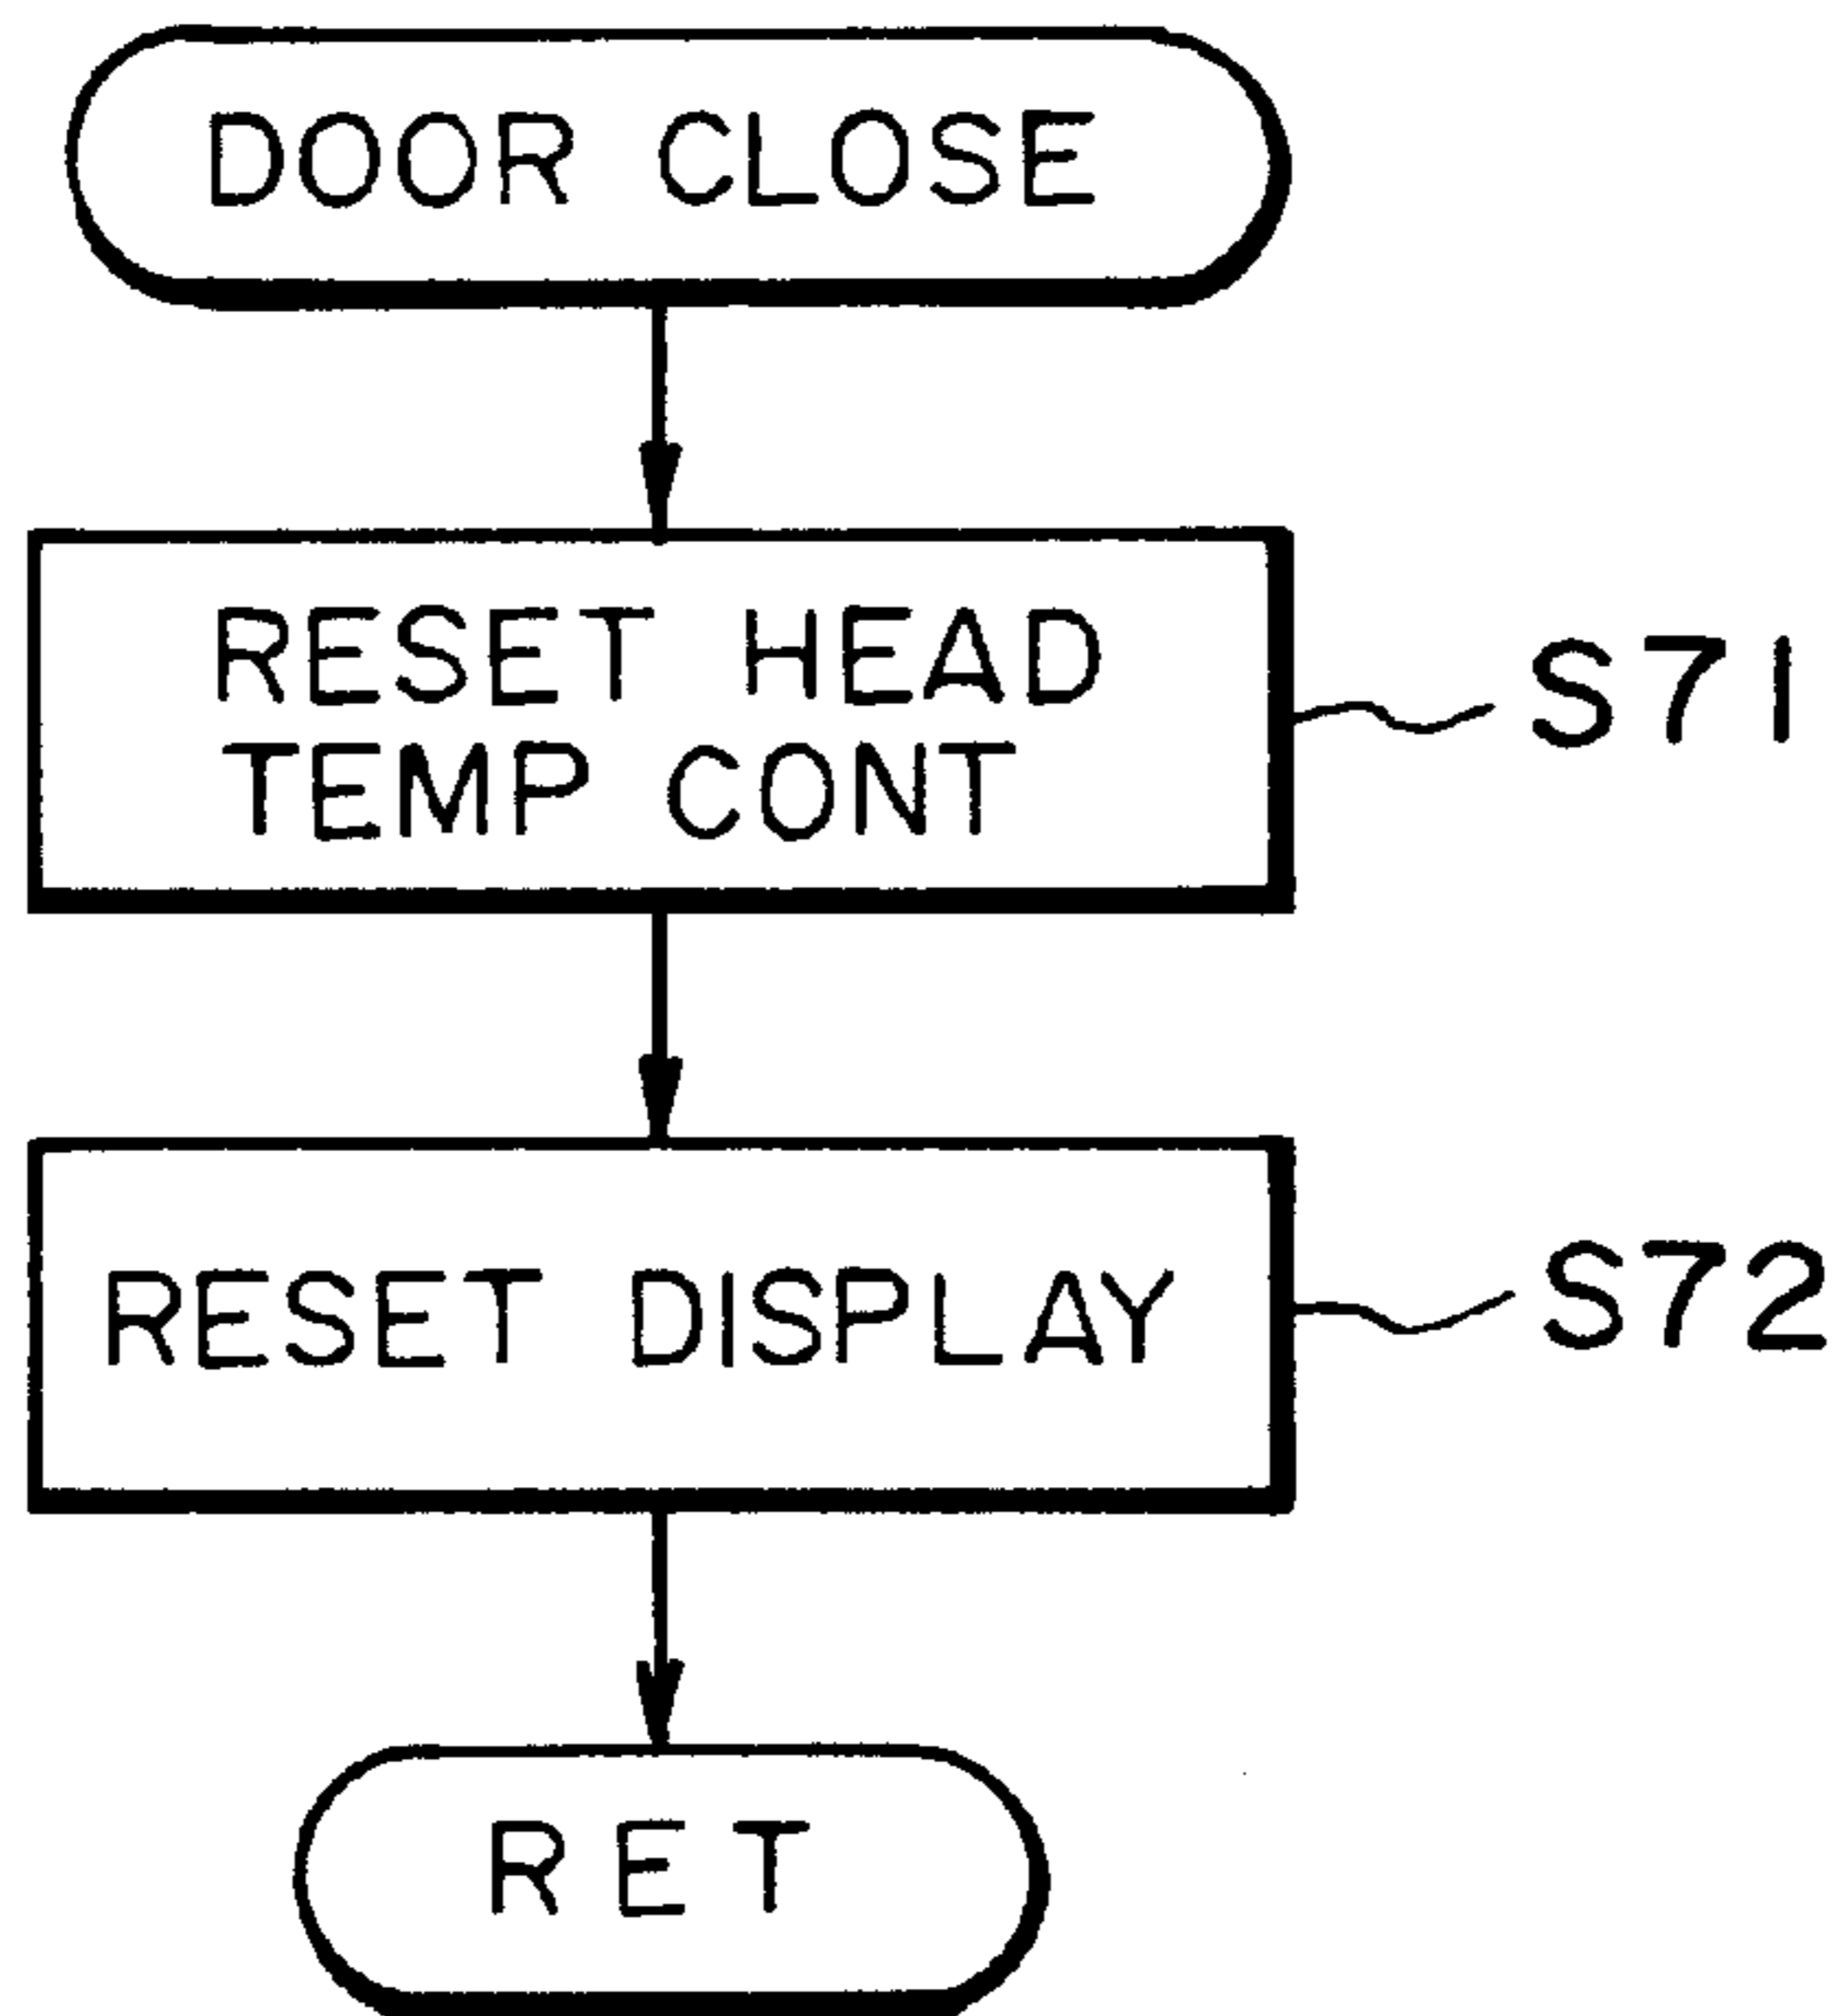 DOOR CLOSE
RESET HEAD
TEMP CONT
S71
RESET DISPLAY
S72
RET